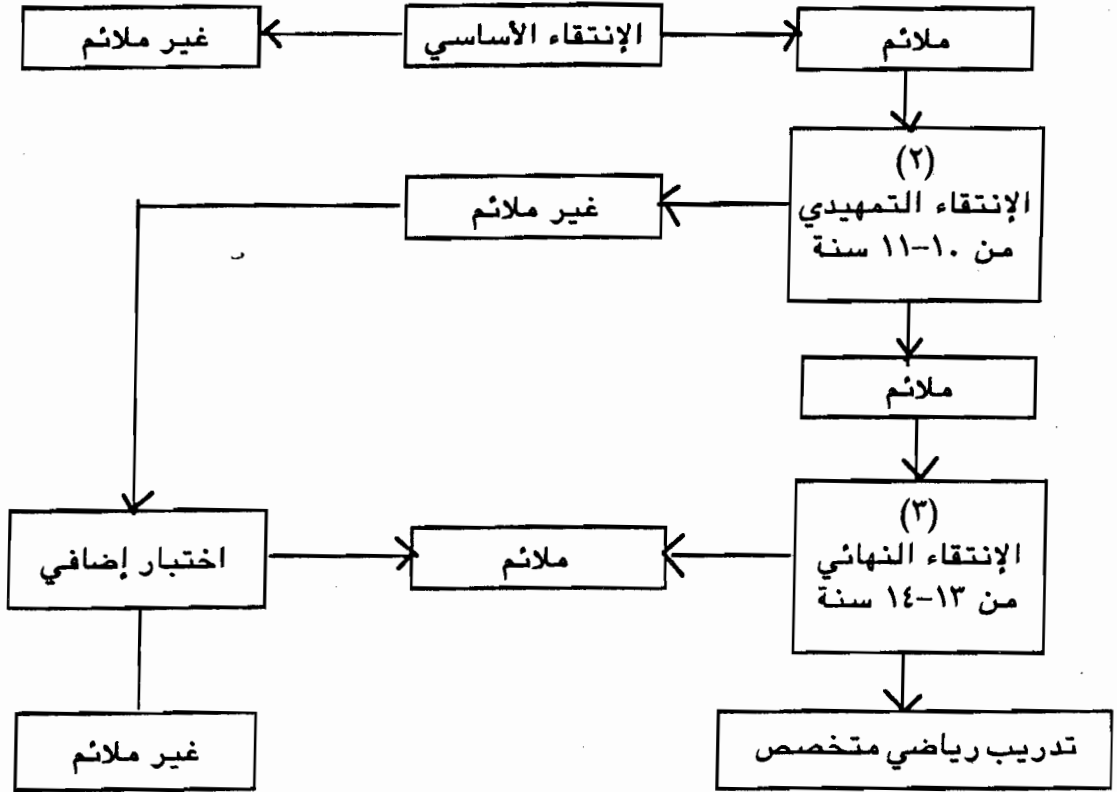 ملائم
الإنتقاء الأساسي
غير ملائم
(٢)
الإنتقاء التمهيدي
من ١٠-١١ سنة
غير ملائم
ملائم
(٣)
الإنتقاء النهائي
من ١٣-١٤ سنة
ملائم
اختبار إضافي
تدريب رياضي متخصص
غير ملائم